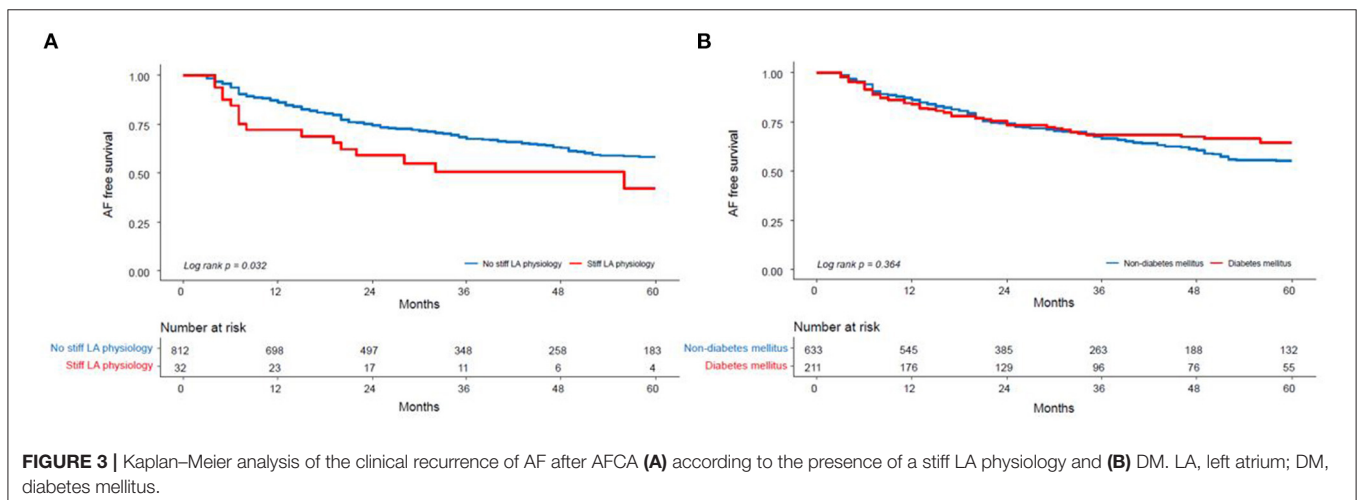 A
B
1.00
0.75
0.50
0.25
0.00
AF free survival
Log rank p = 0.032
No stiff LA physiology
Stiff LA physiology
0 12 24 36 48 60
Months
Number at risk
No stiff LA physiology 812 698 497 348 258 183
Stiff LA physiology 32 23 17 11 6 4
0 12 24 36 48 60
Months
1.00
0.75
0.50
0.25
0.00
AF free survival
Log rank p = 0.364
Non-diabetes mellitus
Diabetes mellitus
0 12 24 36 48 60
Months
Number at risk
Non-diabetes mellitus 633 545 385 263 188 132
Diabetes mellitus 211 176 129 96 76 55
0 12 24 36 48 60
Months
FIGURE 3 | Kaplan–Meier analysis of the clinical recurrence of AF after AFCA (A) according to the presence of a stiff LA physiology and (B) DM. LA, left atrium; DM,
diabetes mellitus.